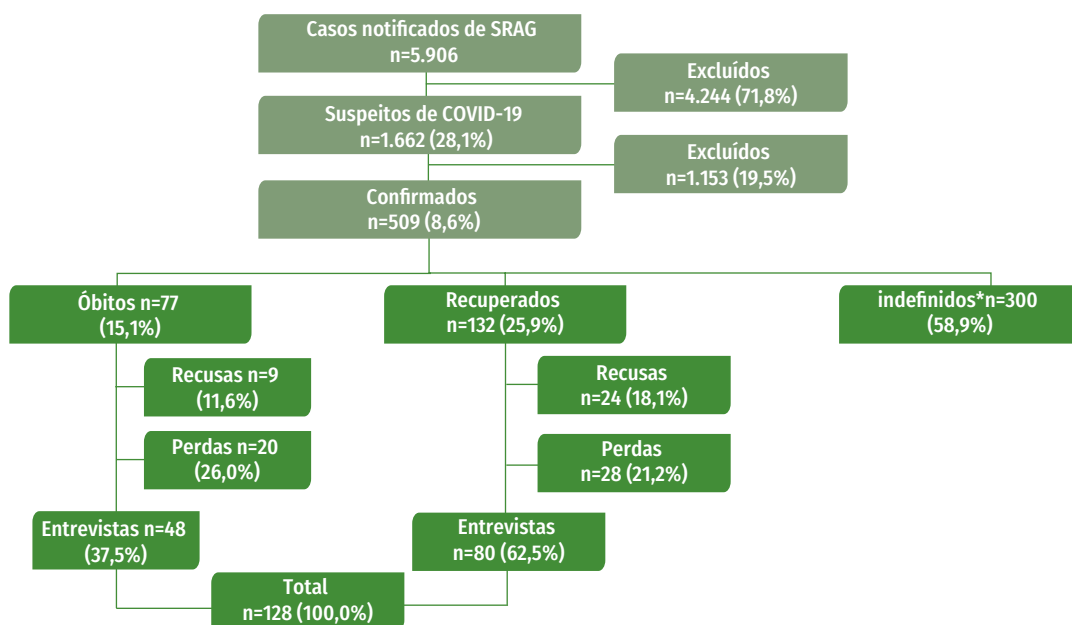 Casos notificados de SRAG
n=5.906
Excluídos
n=4.244 (71,8%)
Suspeitos de COVID-19
n=1.662 (28,1%)
Excluídos
n=1.153 (19,5%)
Confirmados
n=509 (8,6%)
Óbitos n=77
(15,1%)
Recuperados
n=132 (25,9%)
indefinidos*n=300
(58,9%)
Recusas n=9
(11,6%)
Recusas
n=24 (18,1%)
Perdas n=20
(26,0%)
Perdas
n=28 (21,2%)
Entrevistas n=48
(37,5%)
Entrevistas
n=80 (62,5%)
Total
n=128 (100,0%)